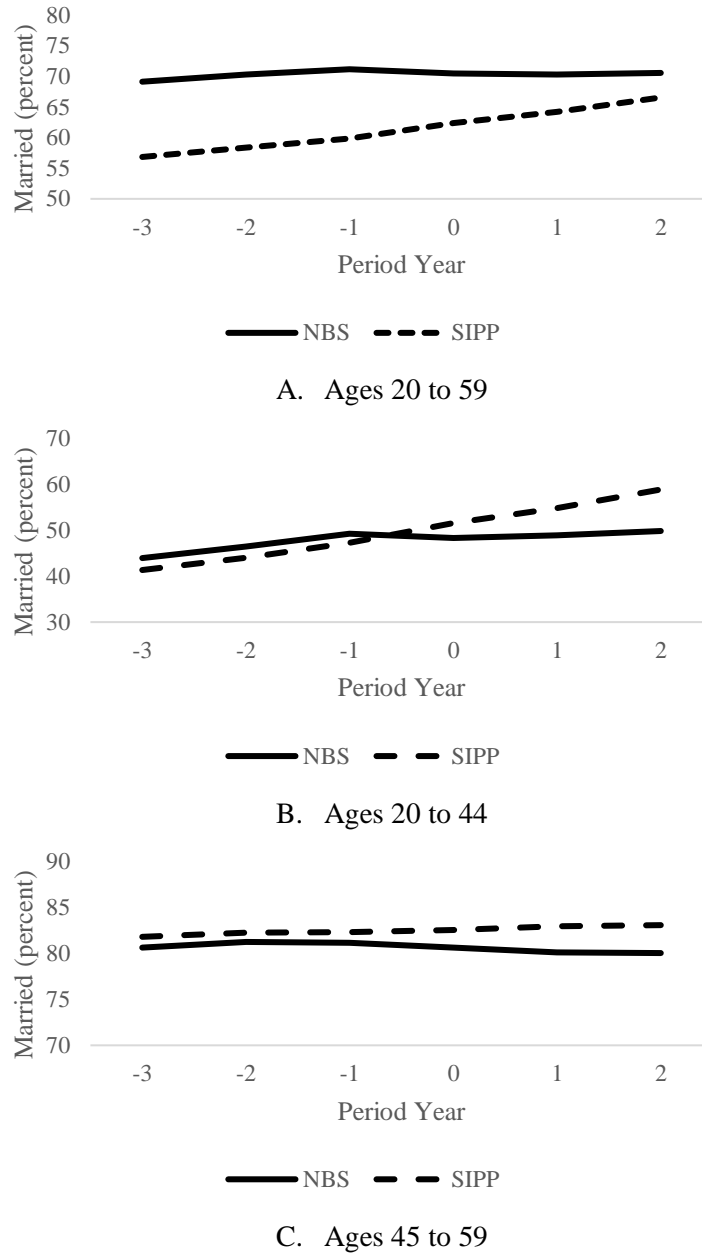 80
75
70
65
60
55
50
Married (percent)
-3 -2 -1 0 1 2
Period Year
NBS SIPP
A. Ages 20 to 59
70
60
50
40
30
Married (percent)
-3 -2 -1 0 1 2
Period Year
NBS SIPP
B. Ages 20 to 44
90
85
80
75
70
Married (percent)
-3 -2 -1 0 1 2
Period Year
NBS SIPP
C. Ages 45 to 59